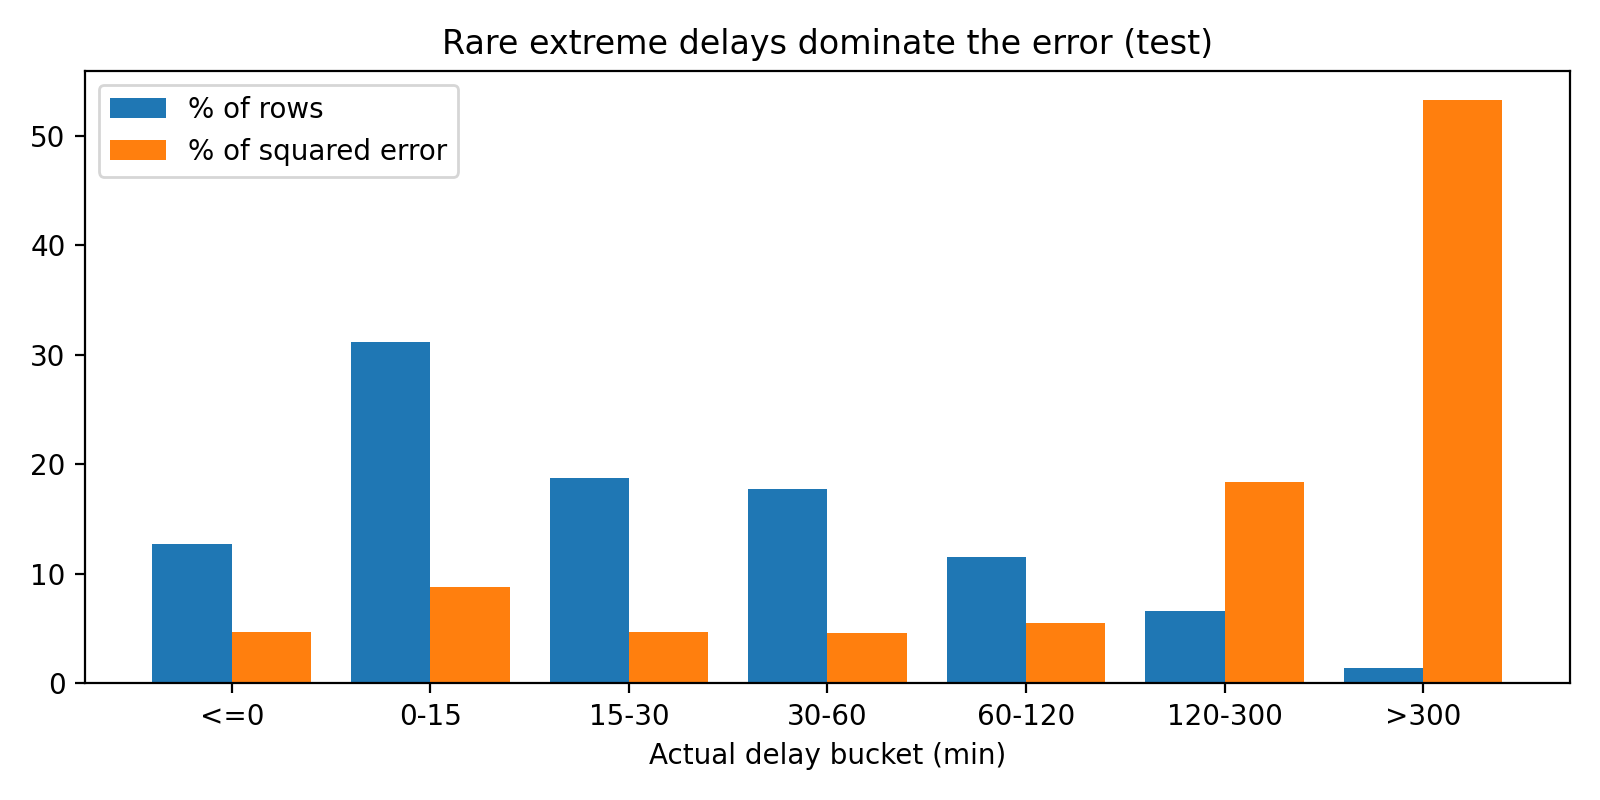 Rare extreme delays dominate the error (test)
% of rows
% of squared error
50
40
30
20
10
0
<=0 0-15 15-30 30-60 60-120 120-300 >300
Actual delay bucket (min)